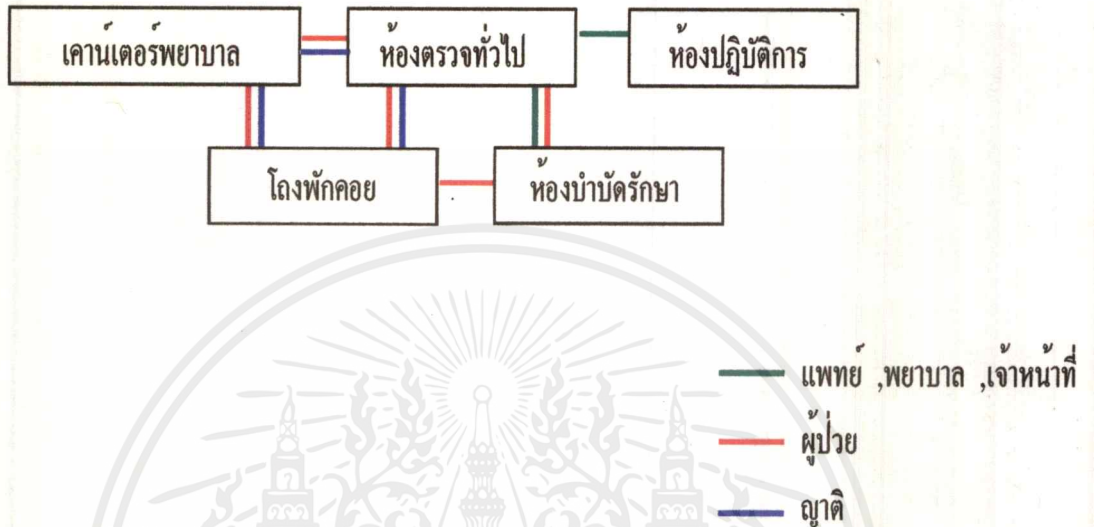 เคาน์เตอร์พยาบาล ห้องตรวจทั่วไป ห้องปฏิบัติการ
โถงพักคอย ห้องบำบัดรักษา
แพทย์ ,พยาบาล ,เจ้าหน้าที่
ผู้ป่วย
ญาติ